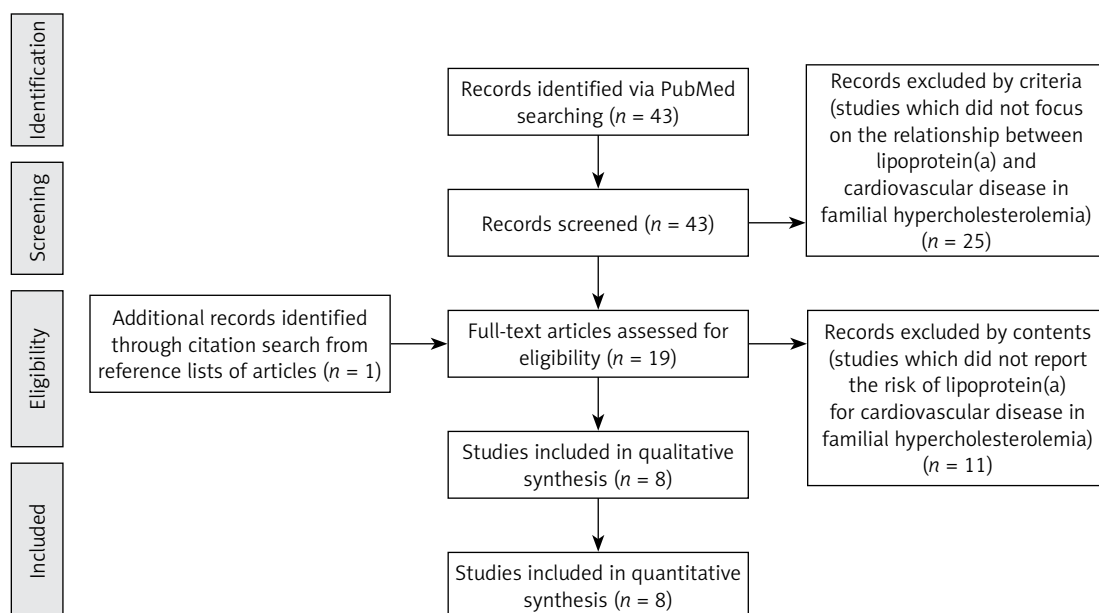 Identification
Records identified via PubMed
searching (n = 43)
Records excluded by criteria
(studies which did not focus
on the relationship between
lipoprotein(a) and
cardiovascular disease in
familial hypercholesterolemia)
(n = 25)
Screening
Records screened (n = 43)
Eligibility
Additional records identified
through citation search from
reference lists of articles (n = 1)
Full-text articles assessed for
eligibility (n = 19)
Records excluded by contents
(studies which did not report
the risk of lipoprotein(a)
for cardiovascular disease in
familial hypercholesterolemia)
(n = 11)
Studies included in qualitative
synthesis (n = 8)
Included
Studies included in quantitative
synthesis (n = 8)